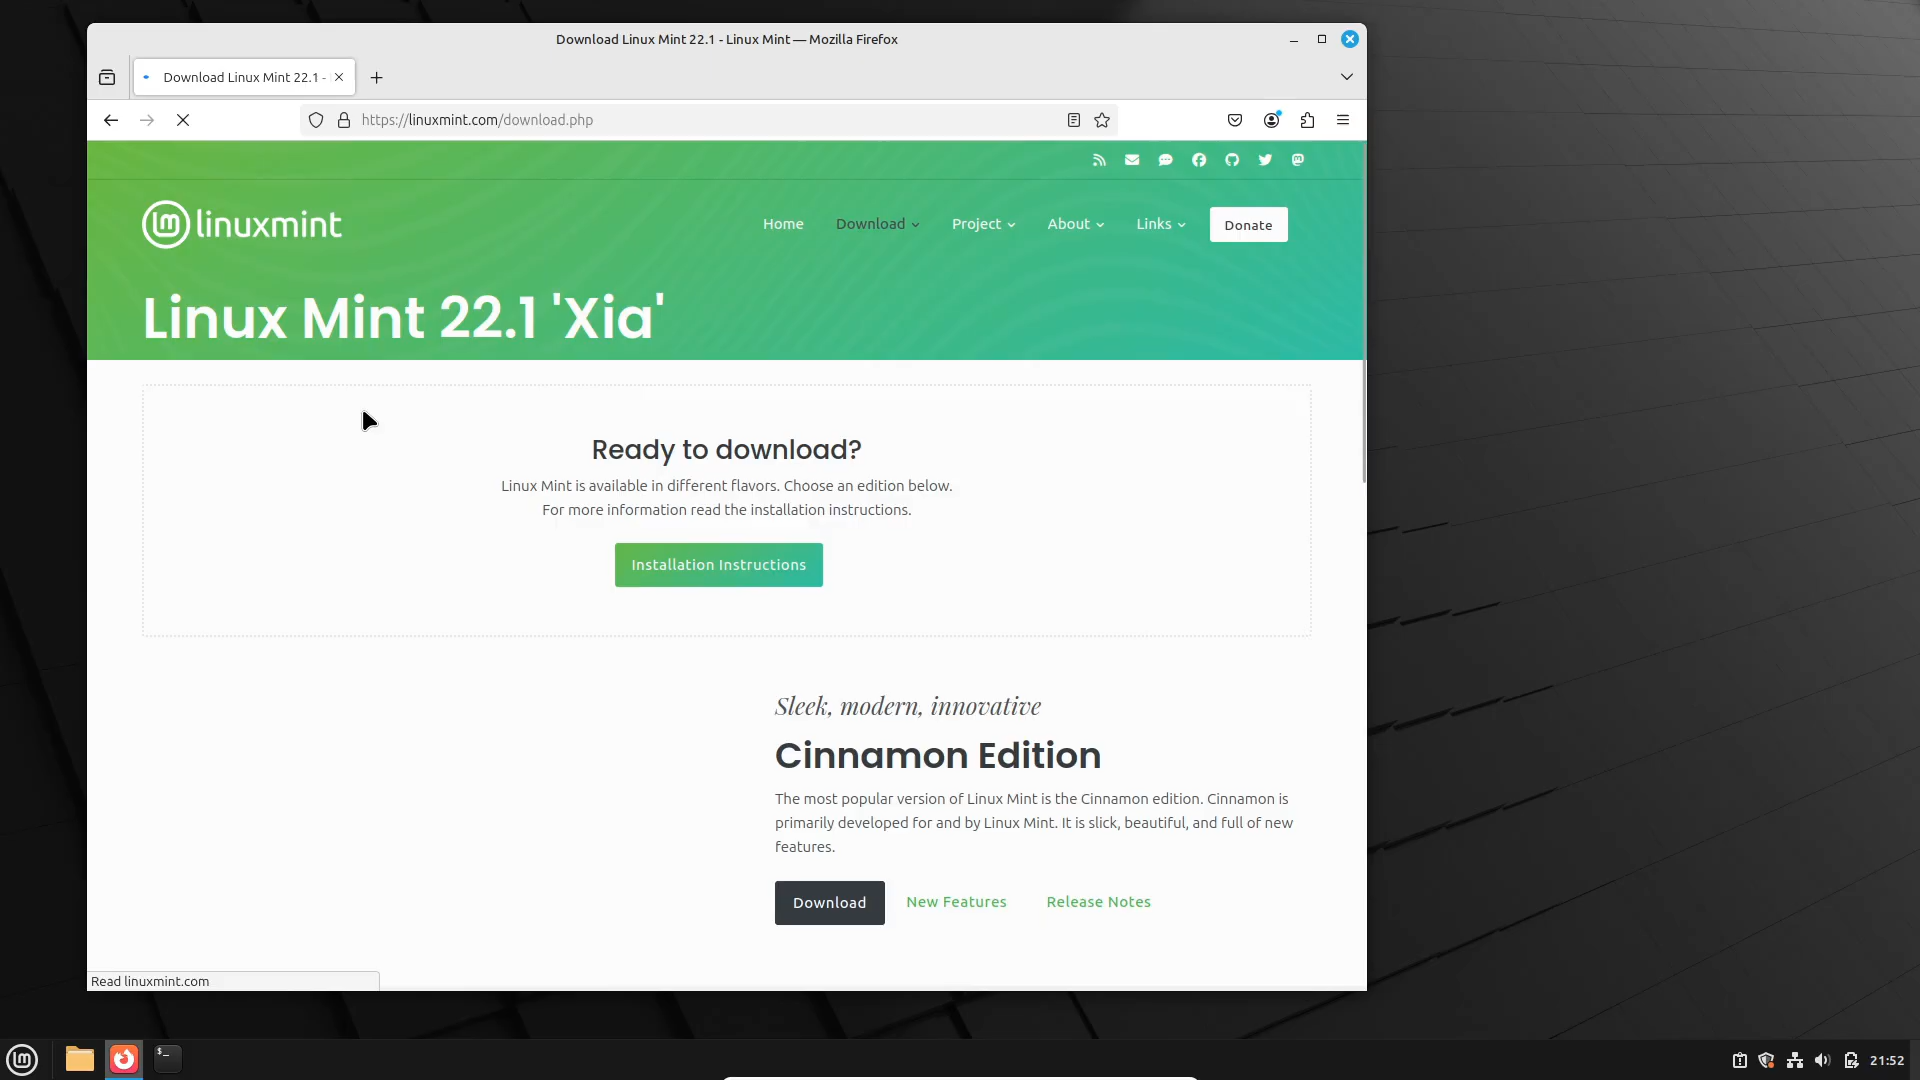 Download Linux Mint 22.1 - Linux Mint — Mozilla Firefox
Download Linux Mint 22.1 -
https://linuxmint.com/download.php
linuxmint
Home Download Project About Links Donate
Linux Mint 22.1 'Xia'
Ready to download?
Linux Mint is available in different flavors. Choose an edition below.
For more information read the installation instructions.
Installation Instructions
Sleek, modern, innovative
Cinnamon Edition
The most popular version of Linux Mint is the Cinnamon edition. Cinnamon is
primarily developed for and by Linux Mint. It is slick, beautiful, and full of new
features.
Download New Features Release Notes
Read linuxmint.com
21:52